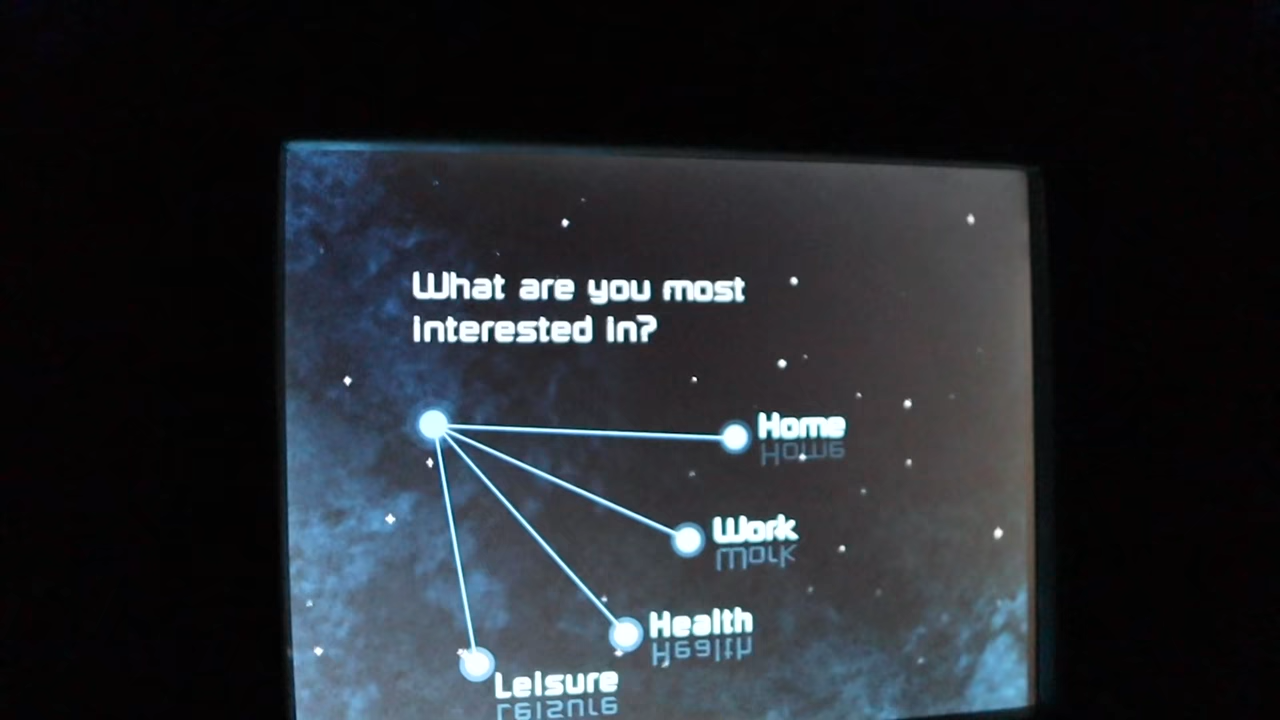 What are you most
interested in?
Home
Work
Health
Leisure